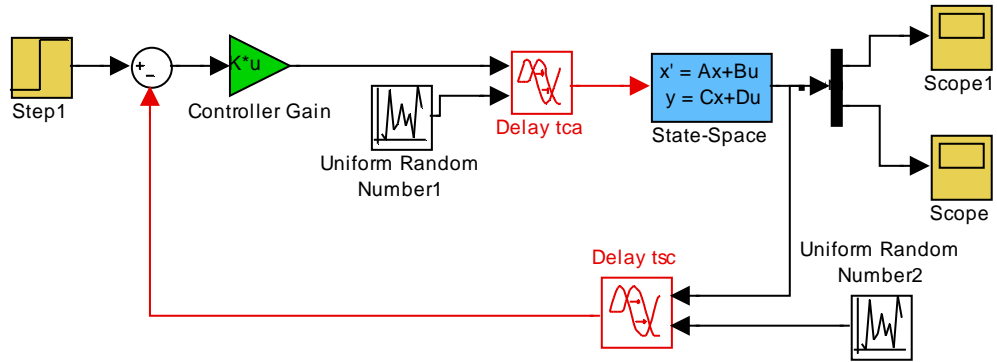 Step1
+
−
K*u
Controller Gain
Uniform Random
Number1
Delay tca
x' = Ax+Bu
y = Cx+Du
State-Space
Scope1
Scope
Delay tsc
Uniform Random
Number2